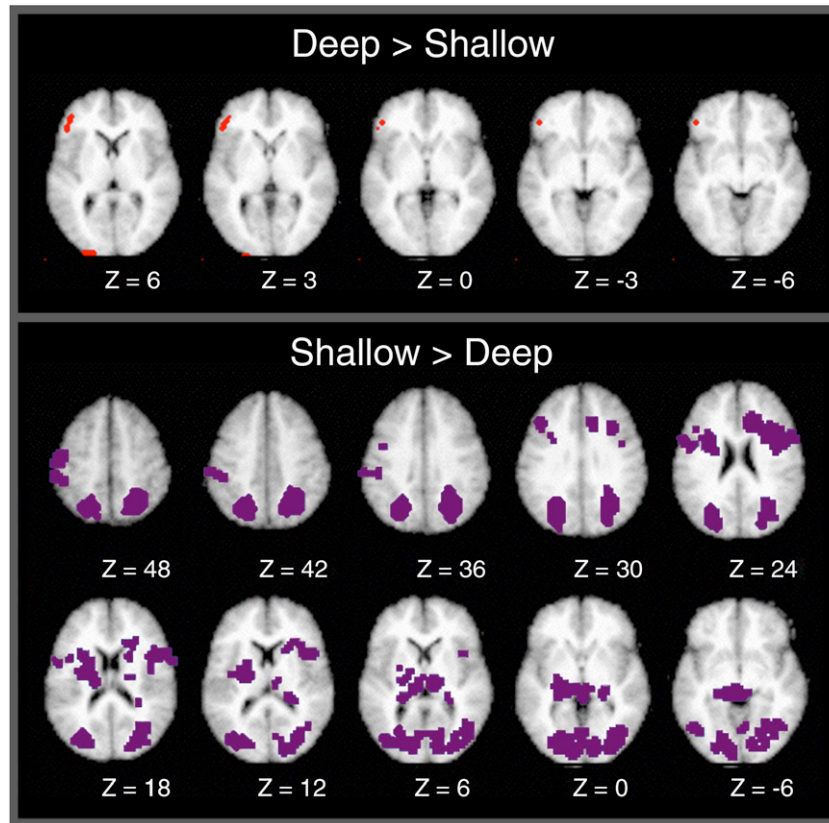 Deep > Shallow
Z = 6 Z = 3 Z = 0 Z = -3 Z = -6
Shallow > Deep
Z = 48 Z = 42 Z = 36 Z = 30 Z = 24
Z = 18 Z = 12 Z = 6 Z = 0 Z = -6